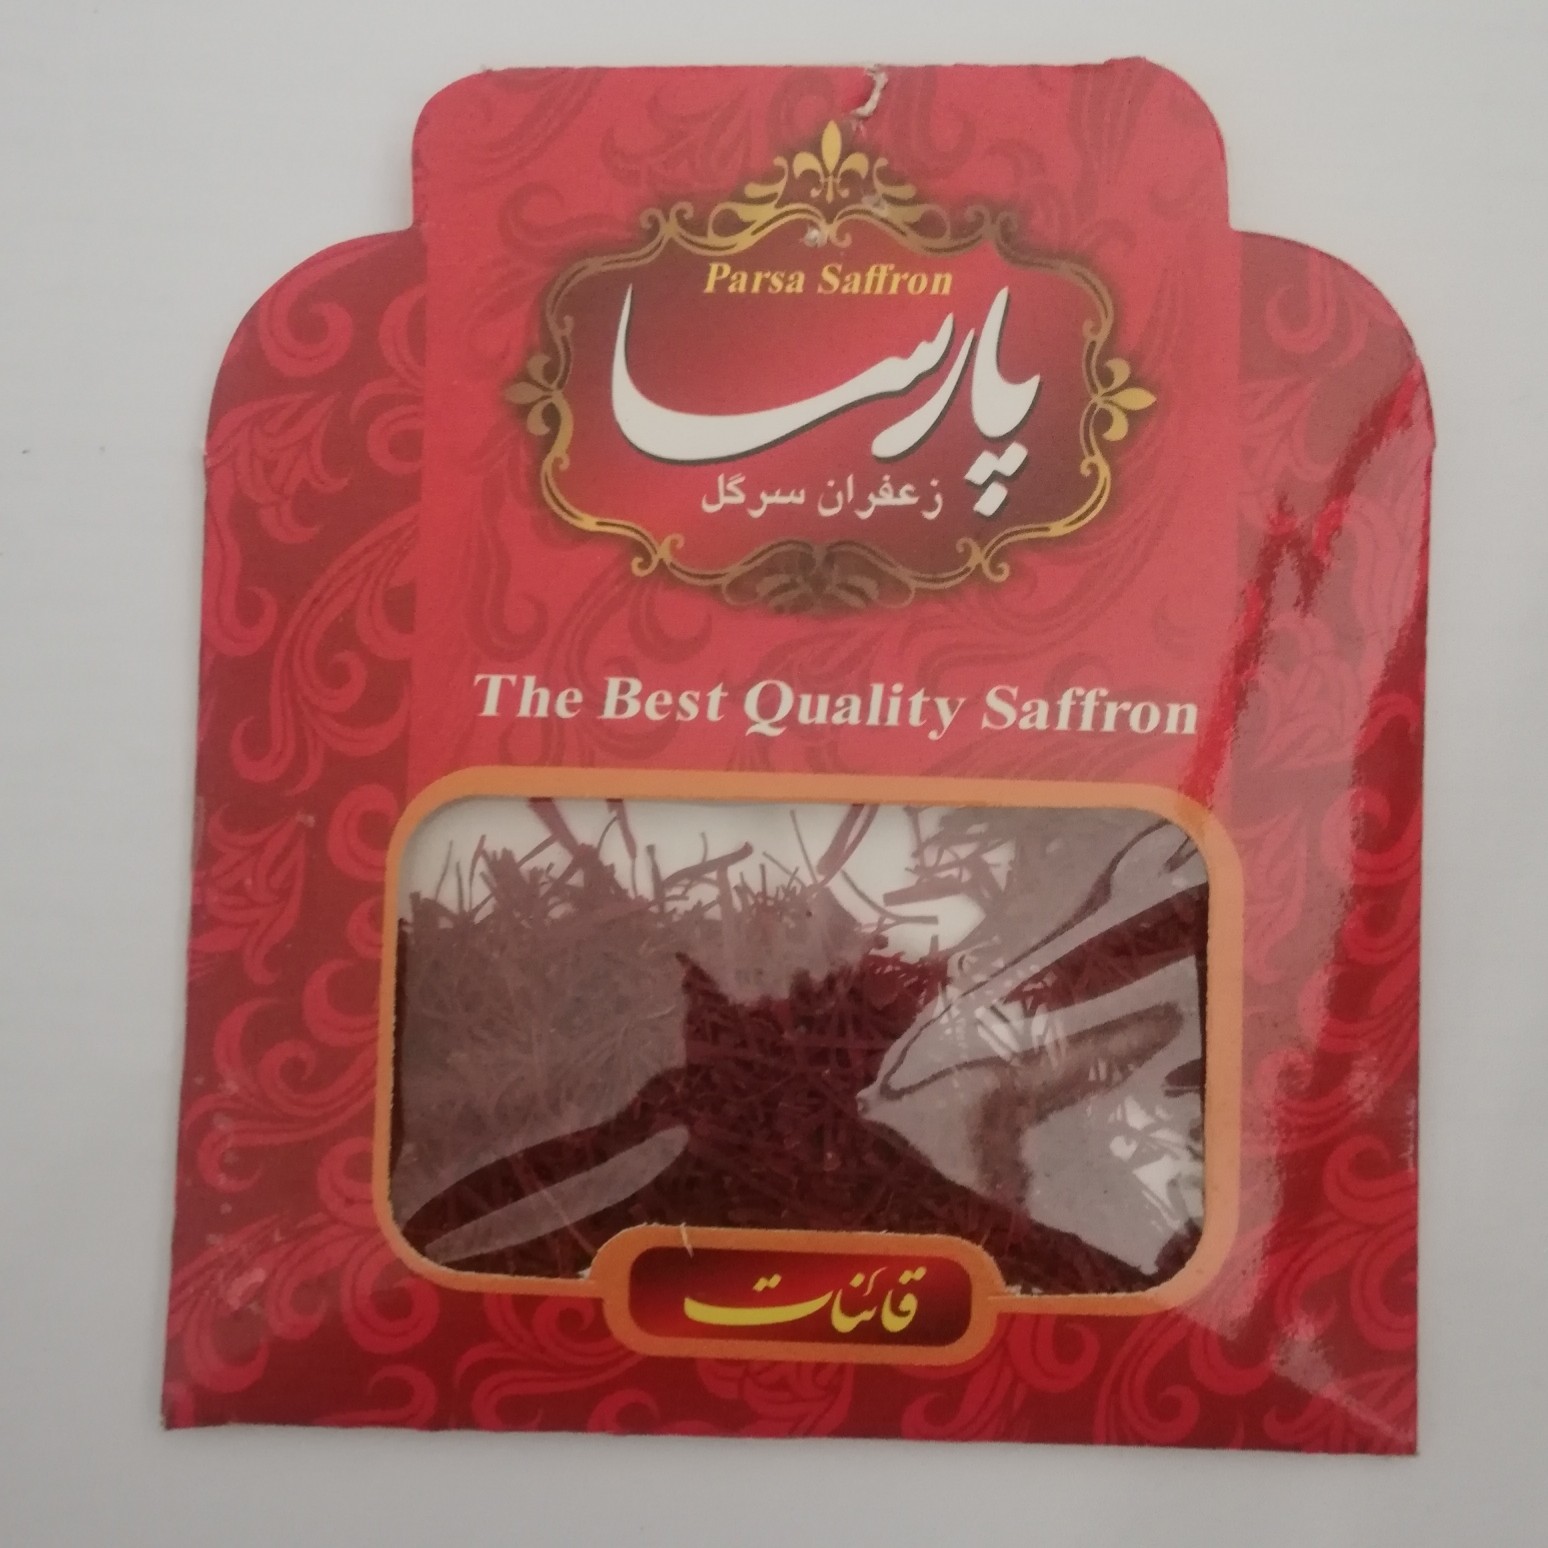 Parsa Saffron
پارسا
زعفران سرگل
The Best Quality Saffron
قائنات